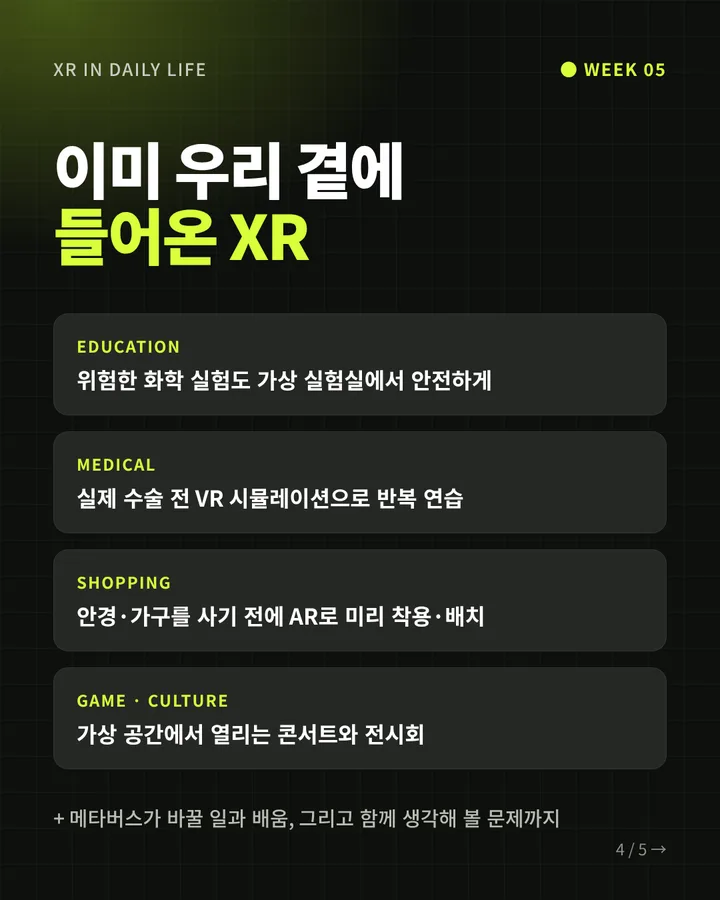 XR IN DAILY LIFE
● WEEK 05
이미 우리 곁에
들어온 XR
EDUCATION
위험한 화학 실험도 가상 실험실에서 안전하게
MEDICAL
실제 수술 전 VR 시뮬레이션으로 반복 연습
SHOPPING
안경·가구를 사기 전에 AR로 미리 착용·배치
GAME · CULTURE
가상 공간에서 열리는 콘서트와 전시회
+ 메타버스가 바꿀 일과 배움, 그리고 함께 생각해 볼 문제까지
4 / 5 →